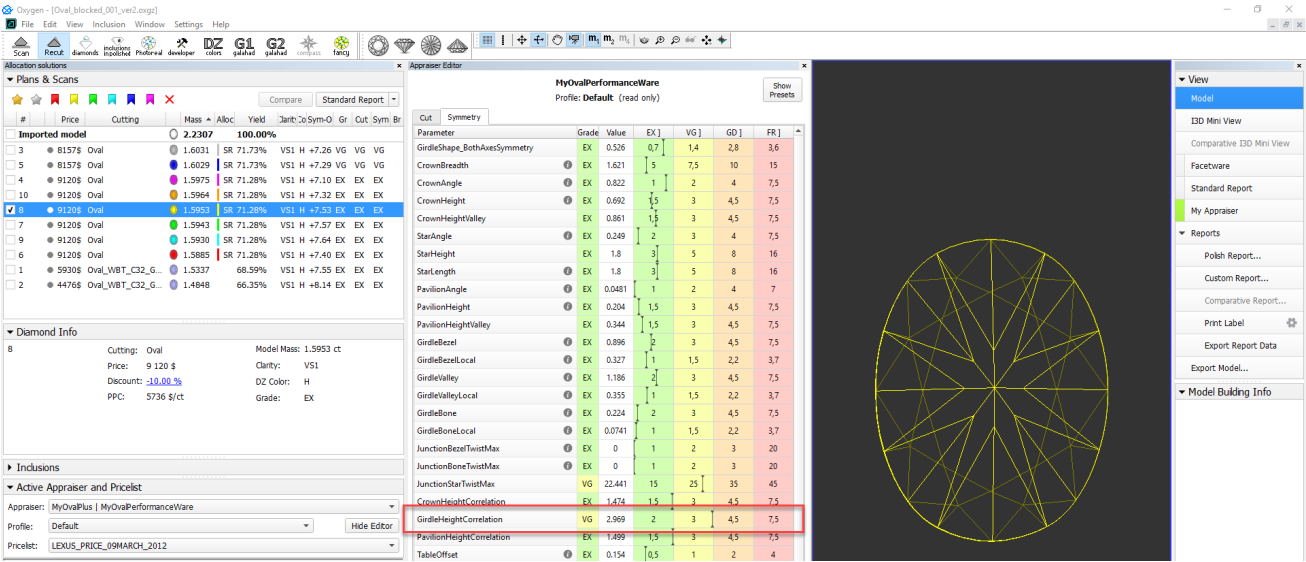 Oxygen - [Oval_blocked_001_ver2.oxgz]
File Edit View Inclusion Window Settings Help
Scan Recut diamonds inclusions inpolished Photoreal developer DZ colors G1 galahad G2 galahad compass fancy m₁ m₂ m₃
Allocation solutions
Plans & Scans
Compare Standard Report
# Price Cutting Mass Alloc Yield Clarit Co Sym-O Gr Cut Sym Br
Imported model 2.2307 100.00%
3 8157$ Oval 1.6031 SR 71.73% VS1 H +7.26 VG VG VG
5 8157$ Oval 1.6029 SR 71.73% VS1 H +7.29 VG VG VG
4 9120$ Oval 1.5975 SR 71.28% VS1 H +7.10 EX EX EX
10 9120$ Oval 1.5964 SR 71.28% VS1 H +7.32 EX EX EX
8 9120$ Oval 1.5953 SR 71.28% VS1 H +7.53 EX EX EX
7 9120$ Oval 1.5943 SR 71.28% VS1 H +7.57 EX EX EX
9 9120$ Oval 1.5930 SR 71.28% VS1 H +7.64 EX EX EX
6 9120$ Oval 1.5885 SR 71.28% VS1 H +7.40 EX EX EX
1 5930$ Oval_WBT_C32_G... 1.5337 68.59% VS1 H +7.55 EX EX EX
2 4476$ Oval_WBT_C32_G... 1.4848 66.35% VS1 H +8.14 EX EX EX
Diamond Info
8 Cutting: Oval Model Mass: 1.5953 ct
Price: 9 120 $ Clarity: VS1
Discount: -10.00 % DZ Color: H
PPC: 5736 $/ct Grade: EX
Inclusions
Active Appraiser and Pricelist
Appraiser: MyOvalPlus | MyOvalPerformanceWare
Profile: Default Hide Editor
Pricelist: LEXUS_PRICE_09MARCH_2012
Appraiser Editor
MyOvalPerformanceWare
Profile: Default (read only)
Show Presets
Cut Symmetry
Parameter Grade Value EX ] VG ] GD ] FR ]
GirdleShape_BothAxesSymmetry EX 0.526 0,7 1,4 2,8 3,6
CrownBreadth EX 1.621 5 7,5 10 15
CrownAngle EX 0.822 1 2 4 7,5
CrownHeight EX 0.692 1,5 3 4,5 7,5
CrownHeightValley EX 0.861 1,5 3 4,5 7,5
StarAngle EX 0.249 2 3 4 7,5
StarHeight EX 1.8 3 5 8 16
StarLength EX 1.8 3 5 8 16
PavilionAngle EX 0.0481 1 2 4 7
PavilionHeight EX 0.204 1,5 3 4,5 7,5
PavilionHeightValley EX 0.344 1,5 3 4,5 7,5
GirdleBezel EX 0.896 2 3 4,5 7,5
GirdleBezelLocal EX 0.327 1 1,5 2,2 3,7
GirdleValley EX 1.186 2 3 4,5 7,5
GirdleValleyLocal EX 0.355 1 1,5 2,2 3,7
GirdleBone EX 0.224 2 3 4,5 7,5
GirdleBoneLocal EX 0.0741 1 1,5 2,2 3,7
JunctionBezelTwistMax EX 0 1 2 3 20
JunctionBoneTwistMax EX 0 1 2 3 20
JunctionStarTwistMax VG 22.441 15 25 35 45
CrownHeightCorrelation EX 1.474 1,5 3 4,5 7,5
GirdleHeightCorrelation VG 2.969 2 3 4,5 7,5
PavilionHeightCorrelation EX 1.499 1,5 3 4,5 7,5
TableOffset EX 0.154 0,5 1 2 4
View
Model
I3D Mini View
Comparative I3D Mini View
Facetware
Standard Report
My Appraiser
Reports
Polish Report...
Custom Report...
Comparative Report...
Print Label
Export Report Data
Export Model...
Model Building Info